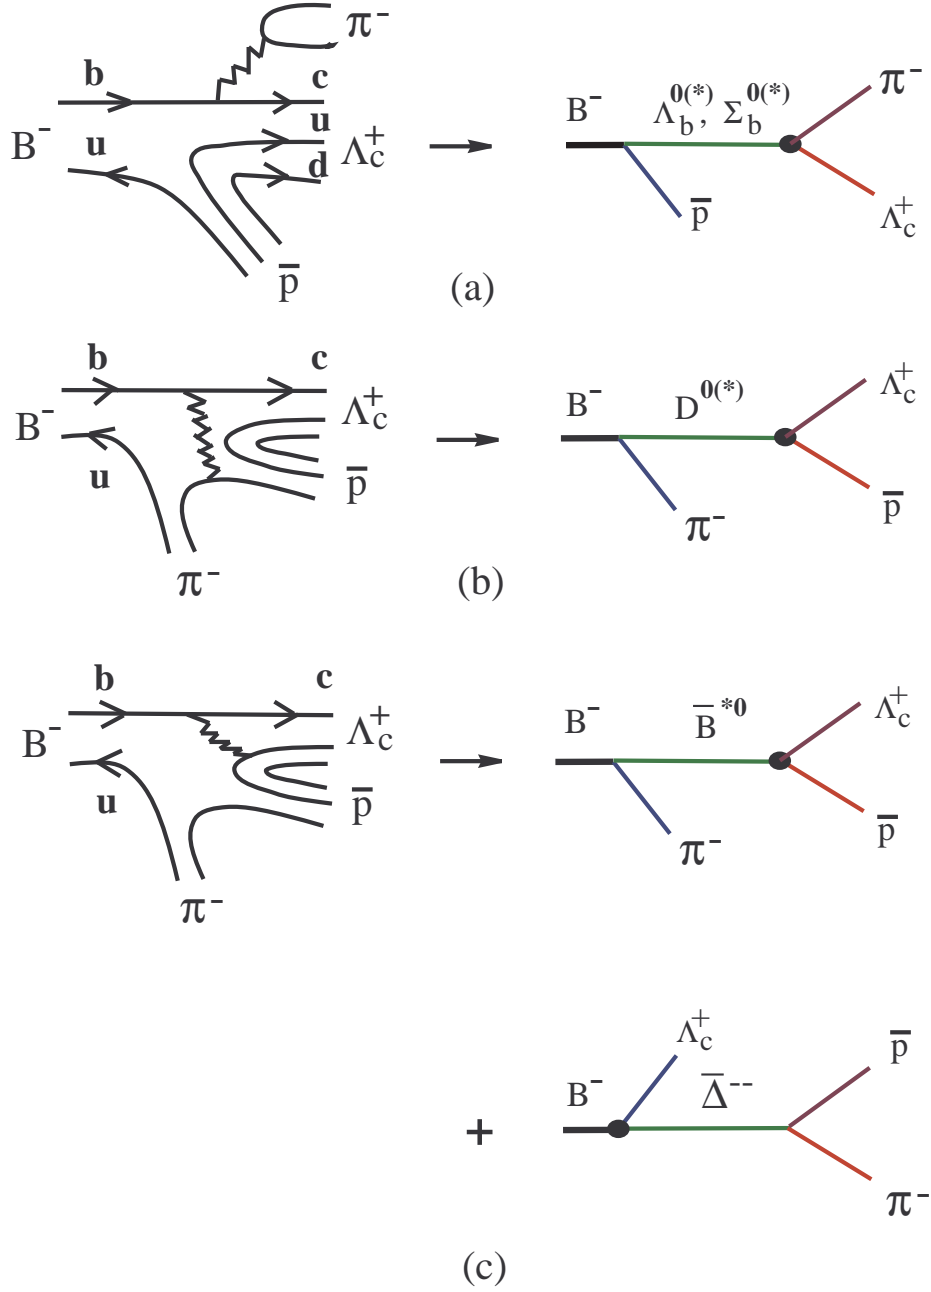 π⁻
b c
u
B⁻ u Λc⁺
d
p̅
B⁻ Λb⁰⁽*⁾, Σb⁰⁽*⁾ π⁻
p̅ Λc⁺
(a)
b c
B⁻ Λc⁺
u p̅
π⁻
B⁻ D⁰⁽*⁾ Λc⁺
π⁻ p̅
(b)
b c
B⁻ Λc⁺
u p̅
π⁻
B⁻ B̅*⁰ Λc⁺
π⁻ p̅
+
B⁻ Λc⁺ Δ̅⁻⁻ p̅
π⁻
(c)